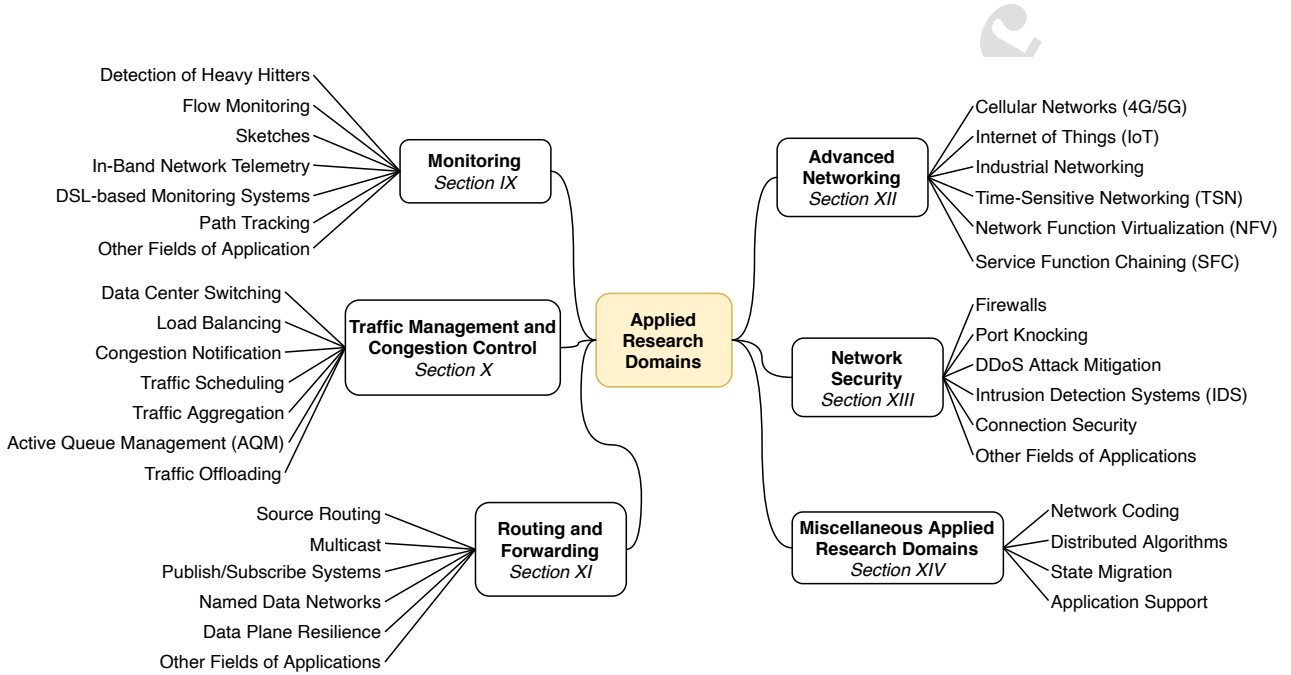 Detection of Heavy Hitters
Flow Monitoring
Sketches
In-Band Network Telemetry
DSL-based Monitoring Systems
Path Tracking
Other Fields of Application
Monitoring
Section IX
Data Center Switching
Load Balancing
Congestion Notification
Traffic Scheduling
Traffic Aggregation
Active Queue Management (AQM)
Traffic Offloading
Traffic Management and
Congestion Control
Section X
Source Routing
Multicast
Publish/Subscribe Systems
Named Data Networks
Data Plane Resilience
Other Fields of Applications
Routing and
Forwarding
Section XI
Applied
Research
Domains
Advanced
Networking
Section XII
Cellular Networks (4G/5G)
Internet of Things (IoT)
Industrial Networking
Time-Sensitive Networking (TSN)
Network Function Virtualization (NFV)
Service Function Chaining (SFC)
Network
Security
Section XIII
Firewalls
Port Knocking
DDoS Attack Mitigation
Intrusion Detection Systems (IDS)
Connection Security
Other Fields of Applications
Miscellaneous Applied
Research Domains
Section XIV
Network Coding
Distributed Algorithms
State Migration
Application Support